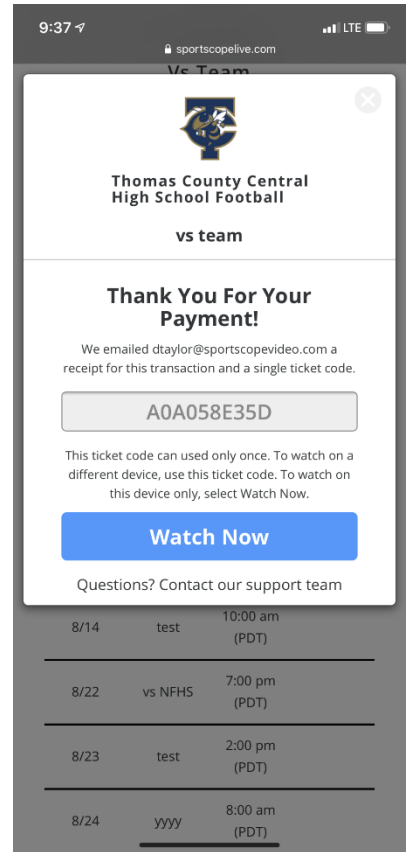 9:37
LTE
sportscopelive.com
Vs Team
TC
Thomas County Central
High School Football
vs team
Thank You For Your
Payment!
We emailed dtaylor@sportscopevideo.com a
receipt for this transaction and a single ticket code.
A0A058E35D
This ticket code can used only once. To watch on a
different device, use this ticket code. To watch on
this device only, select Watch Now.
Watch Now
Questions? Contact our support team
8/14 test 10:00 am
(PDT)
8/22 vs NFHS 7:00 pm
(PDT)
8/23 test 2:00 pm
(PDT)
8/24 yyyy 8:00 am
(PDT)